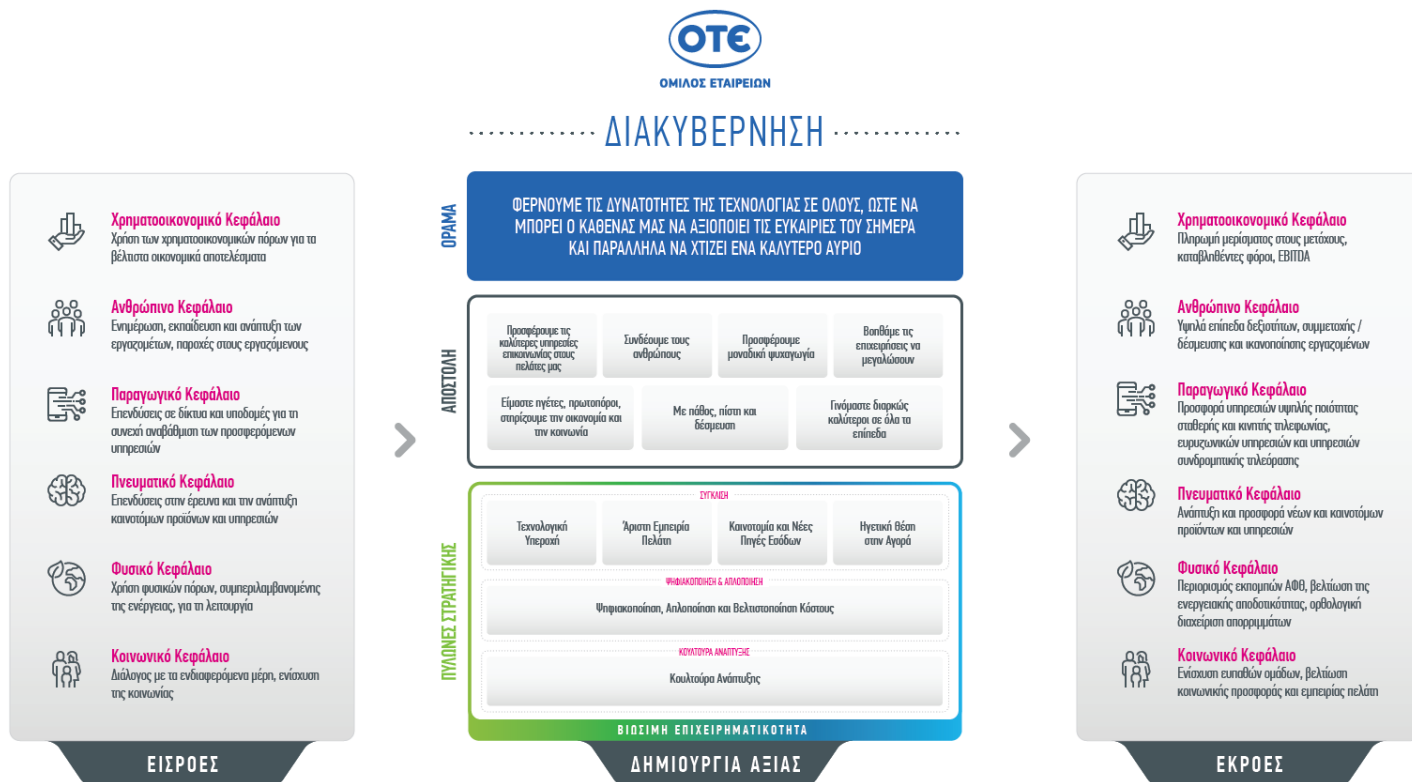 ΟΤΕ
ΟΜΙΛΟΣ ΕΤΑΙΡΕΙΩΝ
ΔΙΑΚΥΒΕΡΝΗΣΗ
Χρηματοοικονομικό Κεφάλαιο
Χρήση των χρηματοοικονομικών πόρων για τα
βέλτιστα οικονομικά αποτελέσματα
Ανθρώπινο Κεφάλαιο
Ενημέρωση, εκπαίδευση και ανάπτυξη των
εργαζομέτων, παροχές στους εργαζόμενους
Παραγωγικό Κεφάλαιο
Επενδύσεις σε δίκτυα και υποδομές για τη
συνεχή αναβάθμιση των προσφερόμενων
υπηρεσιών
Πνευματικό Κεφάλαιο
Επενδύσεις στην έρευνα και την ανάπτυξη
καινοτόμων προϊόνων και υπηρεσιών
Φυσικό Κεφάλαιο
Χρήση φυσικών πόρων, συμπεριλαμβανομένης
της ενέργειας, για τη λειτουργία
Κοινωνικό Κεφάλαιο
Διάλογος με τα ενδιαφερόμενα μέρη, ενίσχυση
της κοινωνίας
ΕΙΣΡΟΕΣ
ΟΡΑΜΑ
ΦΕΡΝΟΥΜΕ ΤΙΣ ΔΥΝΑΤΟΤΗΤΕΣ ΤΗΣ ΤΕΧΝΟΛΟΓΙΑΣ ΣΕ ΟΛΟΥΣ, ΩΣΤΕ ΝΑ
ΜΠΟΡΕΙ Ο ΚΑΘΕΝΑΣ ΜΑΣ ΝΑ ΑΞΙΟΠΟΙΕΙ ΤΙΣ ΕΥΚΑΙΡΙΕΣ ΤΟΥ ΣΗΜΕΡΑ
ΚΑΙ ΠΑΡΑΛΛΗΛΑ ΝΑ ΧΤΙΖΕΙ ΕΝΑ ΚΑΛΥΤΕΡΟ ΑΥΡΙΟ
ΑΠΟΣΤΟΛΗ
Προσφέρουμε τις
καλύτερες υπηρεσίες
επικοινωνίας στους
πελάτες μας
Συνδέουμε τους
ανθρώπους
Προσφέρουμε
μοναδική ψυχαγωγία
Βοηθάμε τις
επιχειρήσεις να
μεγαλώσουν
Είμαστε ηγέτες, πρωτοπόροι,
στηρίζουμε την οικονομία και
την κοινωνία
Με πάθος, πίστη και
δέσμευση
Γινόμαστε διαρκώς
καλύτεροι σε όλα τα
επίπεδα
ΠΥΛΩΝΕΣ ΣΤΡΑΤΗΓΙΚΗΣ
ΣΥΓΚΛΙΣΗ
Τεχνολογική
Υπεροχή
Άριστη Εμπειρία
Πελάτη
Καινοτομία και Νέες
Πηγές Εσόδων
Ηγετική θέση
στην Αγορά
ΨΗΦΙΑΚΟΠΟΙΗΣΗ & ΑΠΛΟΠΟΙΗΣΗ
Ψηφιακοποίηση, Απλοποίηση και Βελτιστοποίηση Κόστους
ΚΟΥΛΤΟΥΡΑ ΑΝΑΠΤΥΞΗΣ
Κουλτούρα Ανάπτυξης
ΒΙΩΣΙΜΗ ΕΠΙΧΕΙΡΗΜΑΤΙΚΟΤΗΤΑ
ΔΗΜΙΟΥΡΓΙΑ ΑΞΙΑΣ
Χρηματοοικονομικό Κεφάλαιο
Πληρωμή μερίσματος στους μετόχους,
καταβληθέντες φόροι, EBITDA
Ανθρώπινο Κεφάλαιο
Υψηλά επίπεδα δεξιοτήτων, συμμετοχής /
δέσμευσης και ικανοποίησης εργαζομένων
Παραγωγικό Κεφάλαιο
Προσφορά υπηρεσιών υψηλής ποιότητας
σταθερής και κινητής τηλεφωνίας,
ευρυζωνικών υπηρεσιών και υπηρεσιών
συνδρομητικής τηλεόρασης
Πνευματικό Κεφάλαιο
Ανάπτυξη και προσφορά νέων και καινοτόμων
προϊόντων και υπηρεσιών
Φυσικό Κεφάλαιο
Περιορισμός εκπομπών ΑΦΘ, βελτίωση της
ενεργειακής αποδοτικότητας, ορθολογική
διαχείριση απορριμμάτων
Κοινωνικό Κεφάλαιο
Ενίσχυση ευπαθών ομάδων, βελτίωση
κοινωνικής προσφοράς και εμπειρίας πελάτη
ΕΚΡΟΕΣ